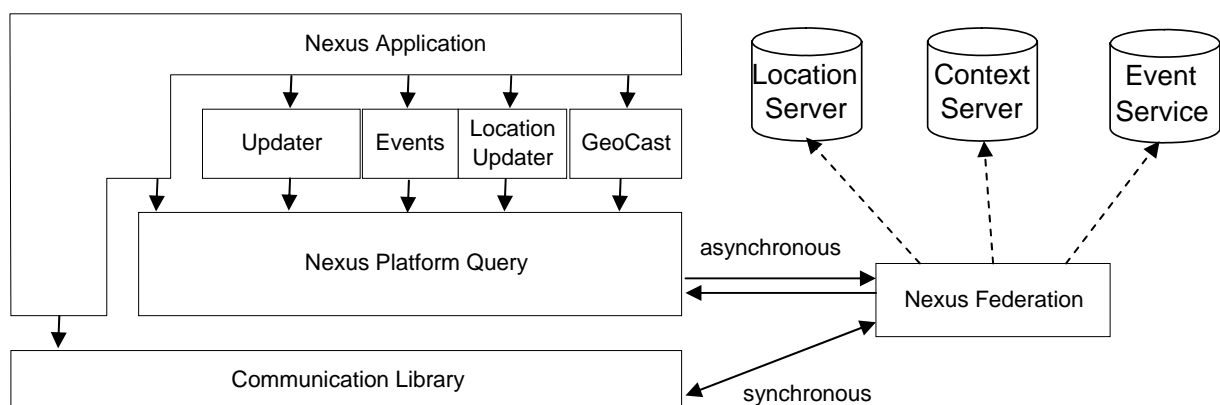 Nexus Application
Location
Server
Context
Server
Event
Service
Updater
Events
Location
Updater
GeoCast
Nexus Platform Query
asynchronous
Nexus Federation
Communication Library
synchronous